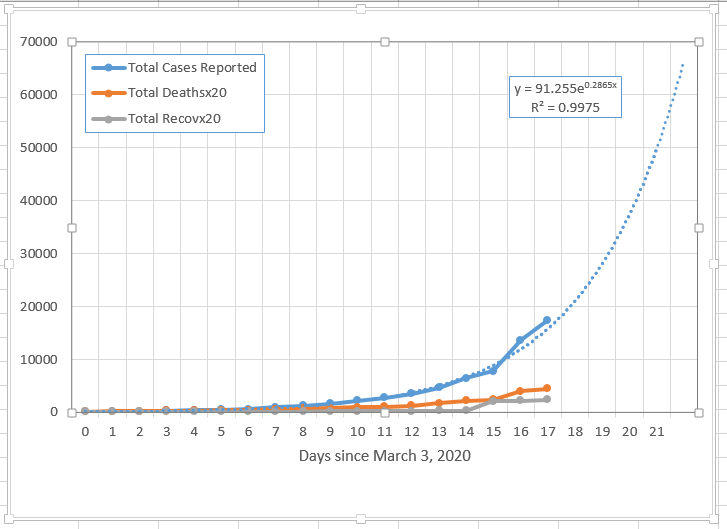 70000
60000
50000
40000
30000
20000
10000
0
Total Cases Reported
Total Deathsx20
Total Recovx20
y = 91.255e^0.2865x
R² = 0.9975
0 1 2 3 4 5 6 7 8 9 10 11 12 13 14 15 16 17 18 19 20 21
Days since March 3, 2020